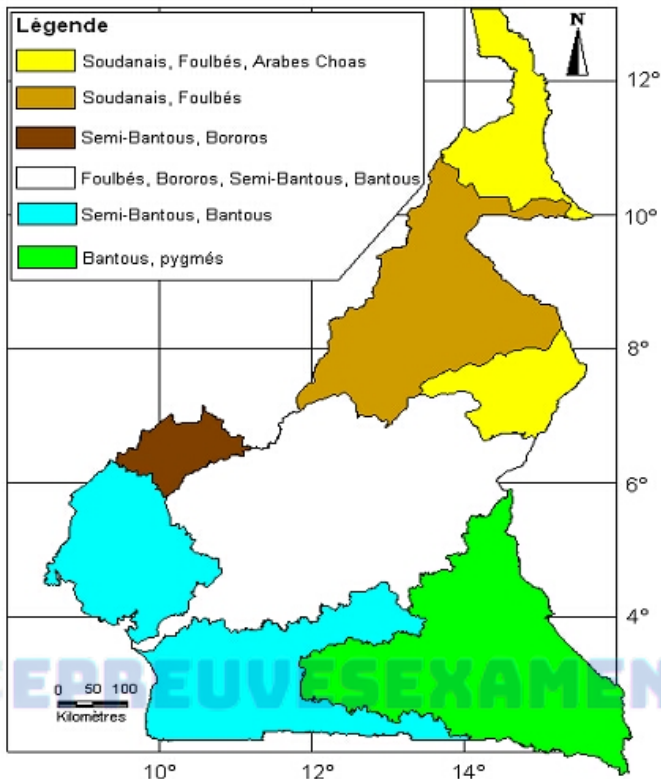 Légende
Soudanais, Foulbés, Arabes Choas
Soudanais, Foulbés
Semi-Bantous, Bororos
Foulbés, Bororos, Semi-Bantous, Bantous
Semi-Bantous, Bantous
Bantous, pygmés
N
12°
10°
8°
6°
4°
EEPREUVESEXAMEN
0 50 100
Kilomètres
10° 12° 14°